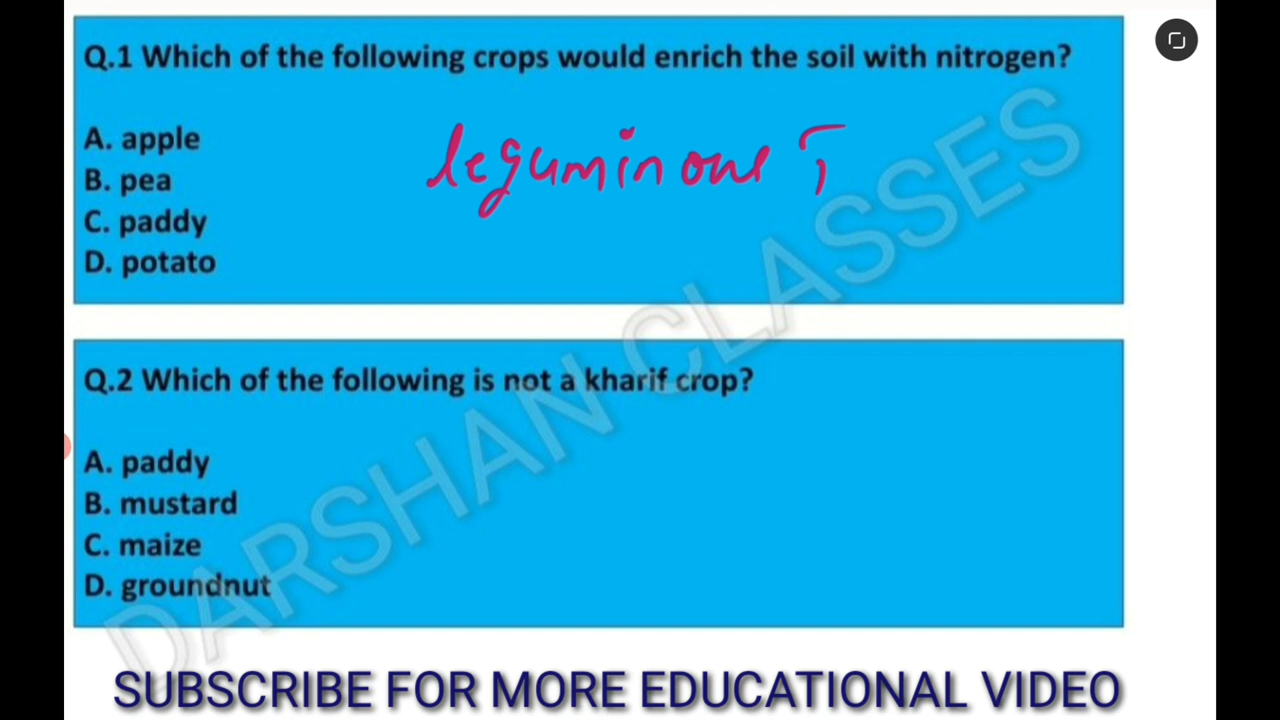 Q.1 Which of the following crops would enrich the soil with nitrogen?
leguminous
A. apple
B. pea
C. paddy
D. potato
Q.2 Which of the following is not a kharif crop?
A. paddy
B. mustard
C. maize
D. groundnut
DARSHAN CLASSES
SUBSCRIBE FOR MORE EDUCATIONAL VIDEO